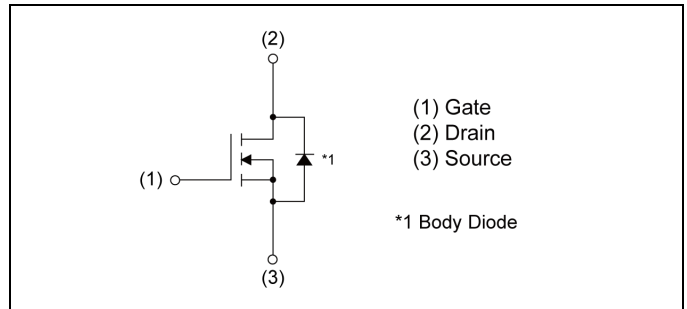 (2)
(1) Gate
(2) Drain
(3) Source
*1
(1)
*1 Body Diode
(3)